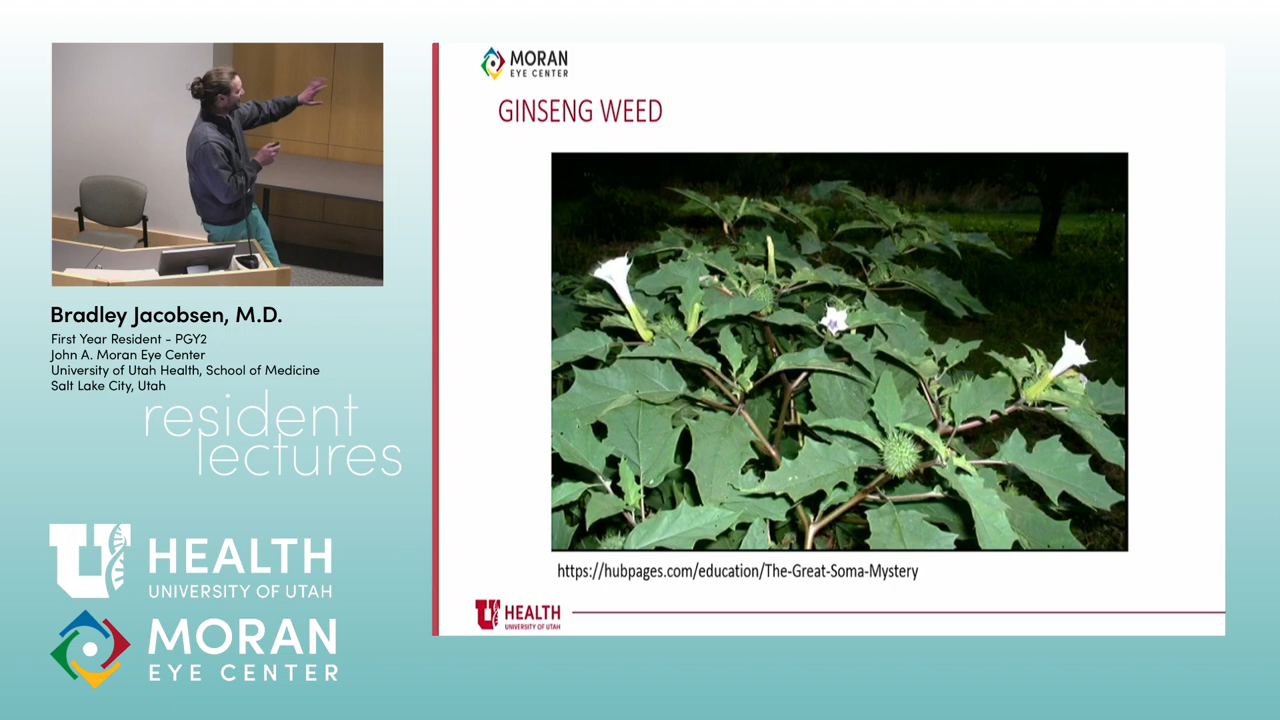 Bradley Jacobsen, M.D.
First Year Resident - PGY2
John A. Moran Eye Center
University of Utah Health, School of Medicine
Salt Lake City, Utah
resident
lectures
U HEALTH
UNIVERSITY OF UTAH
MORAN
EYE CENTER
MORAN
EYE CENTER
GINSENG WEED
https://hubpages.com/education/The-Great-Soma-Mystery
U HEALTH
UNIVERSITY OF UTAH